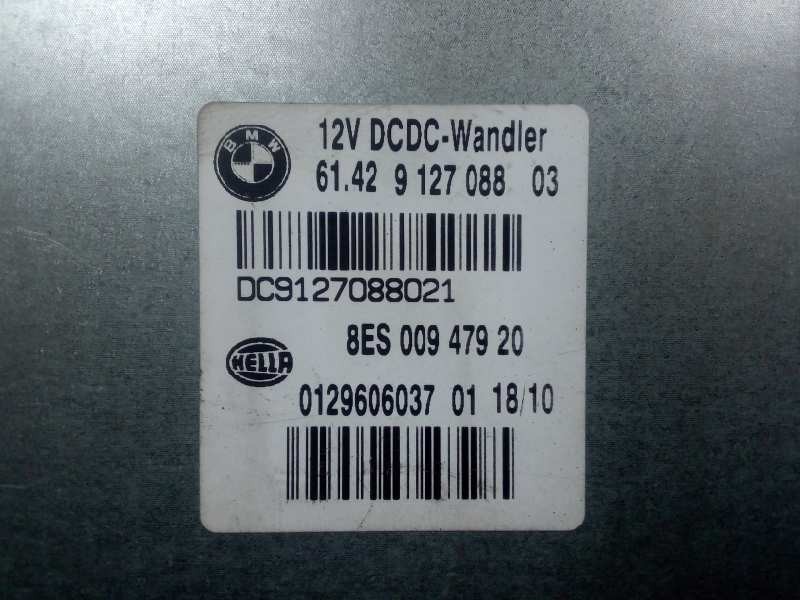 BMW
12V DCDC-Wandler
61.42 9 127 088 03
DC9127088021
8ES 009 479 20
HELLA
0129606037 01 18/10